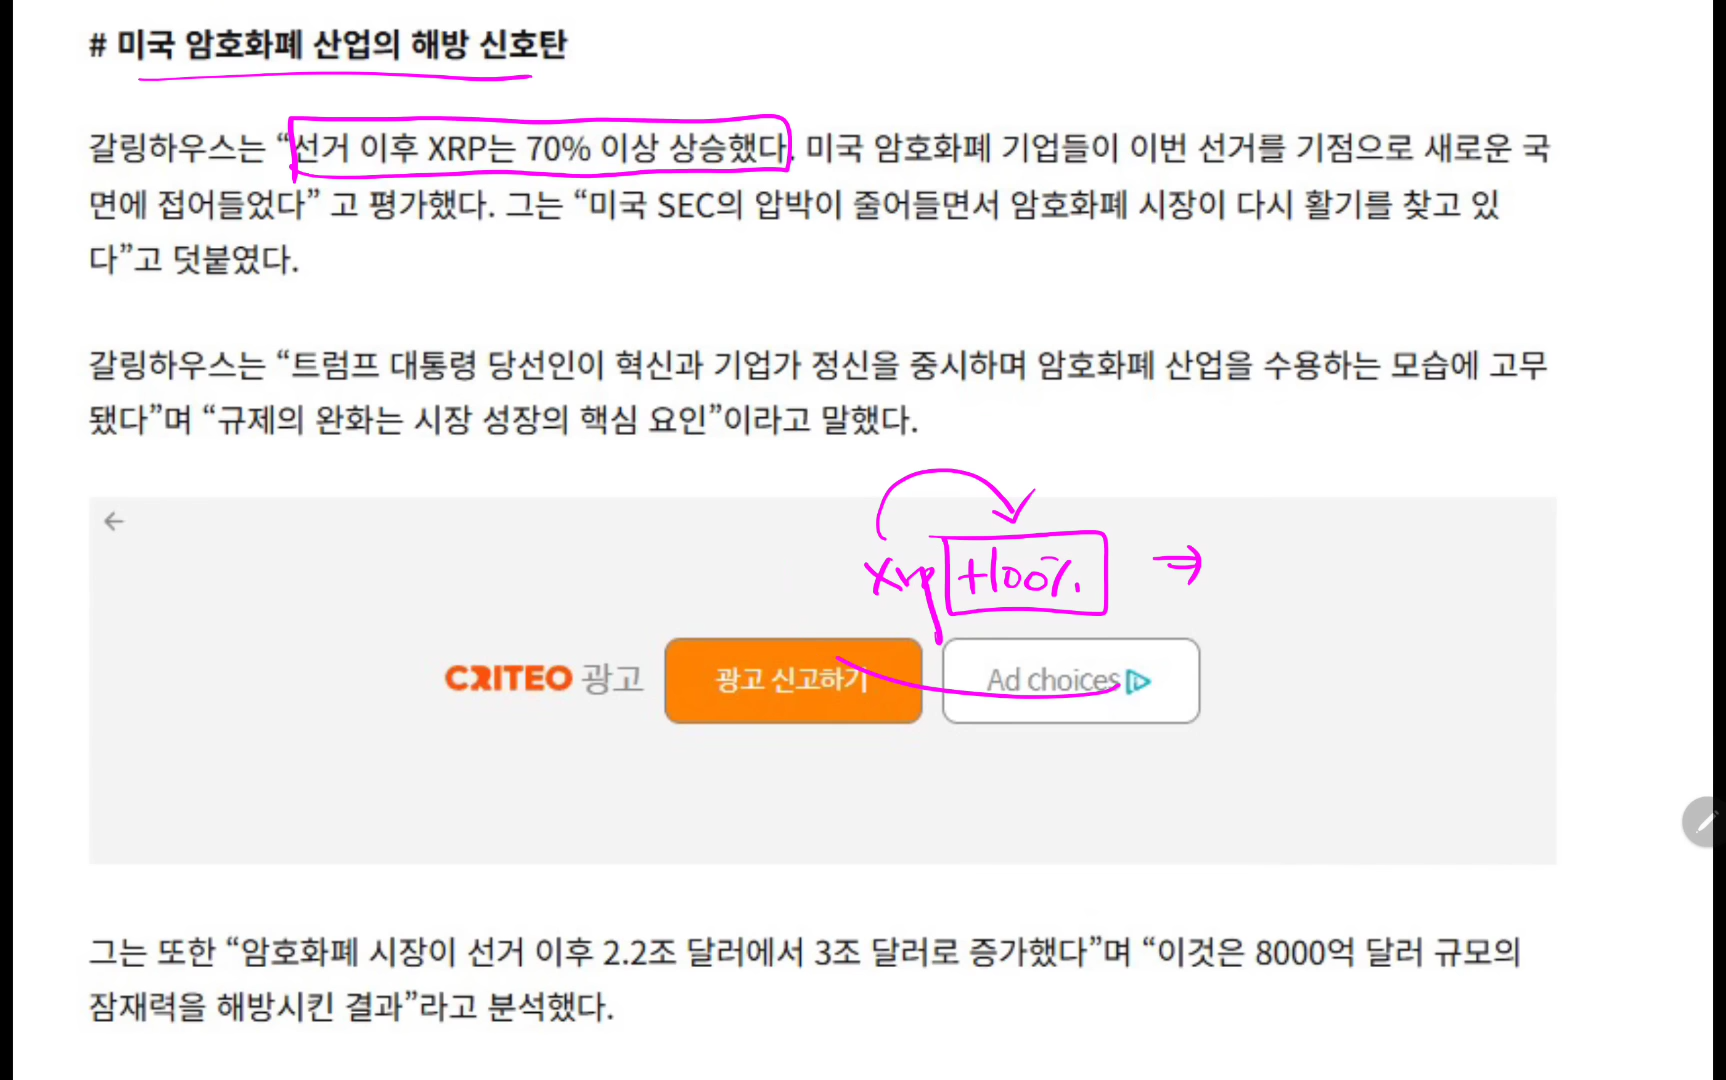 # 미국 암호화폐 산업의 해방 신호탄
갈링하우스는 “선거 이후 XRP는 70% 이상 상승했다. 미국 암호화폐 기업들이 이번 선거를 기점으로 새로운 국
면에 접어들었다” 고 평가했다. 그는 “미국 SEC의 압박이 줄어들면서 암호화폐 시장이 다시 활기를 찾고 있
다”고 덧붙였다.
갈링하우스는 “트럼프 대통령 당선인이 혁신과 기업가 정신을 중시하며 암호화폐 산업을 수용하는 모습에 고무
됐다”며 “규제의 완화는 시장 성장의 핵심 요인”이라고 말했다.
xrp +100%
CRITEO 광고 광고 신고하기 Ad choices
그는 또한 “암호화폐 시장이 선거 이후 2.2조 달러에서 3조 달러로 증가했다”며 “이것은 8000억 달러 규모의
잠재력을 해방시킨 결과”라고 분석했다.